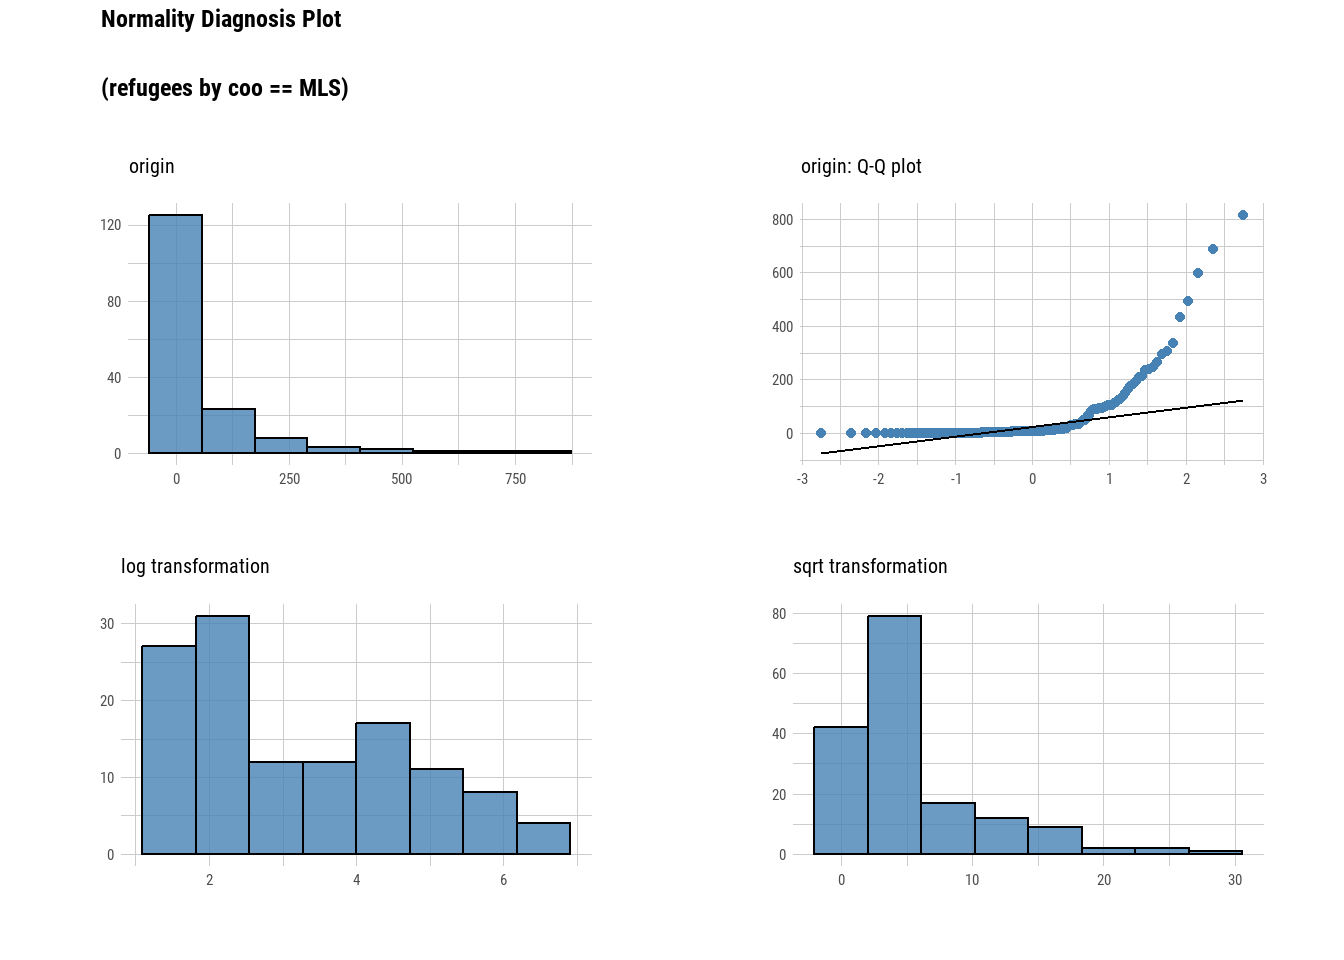 Normality Diagnosis Plot
(refugees by coo == MLS)
origin
120
80
40
0
0 250 500 750
origin: Q-Q plot
800
600
400
200
0
-3 -2 -1 0 1 2 3
log transformation
30
20
10
0
2 4 6
sqrt transformation
80
60
40
20
0
0 10 20 30